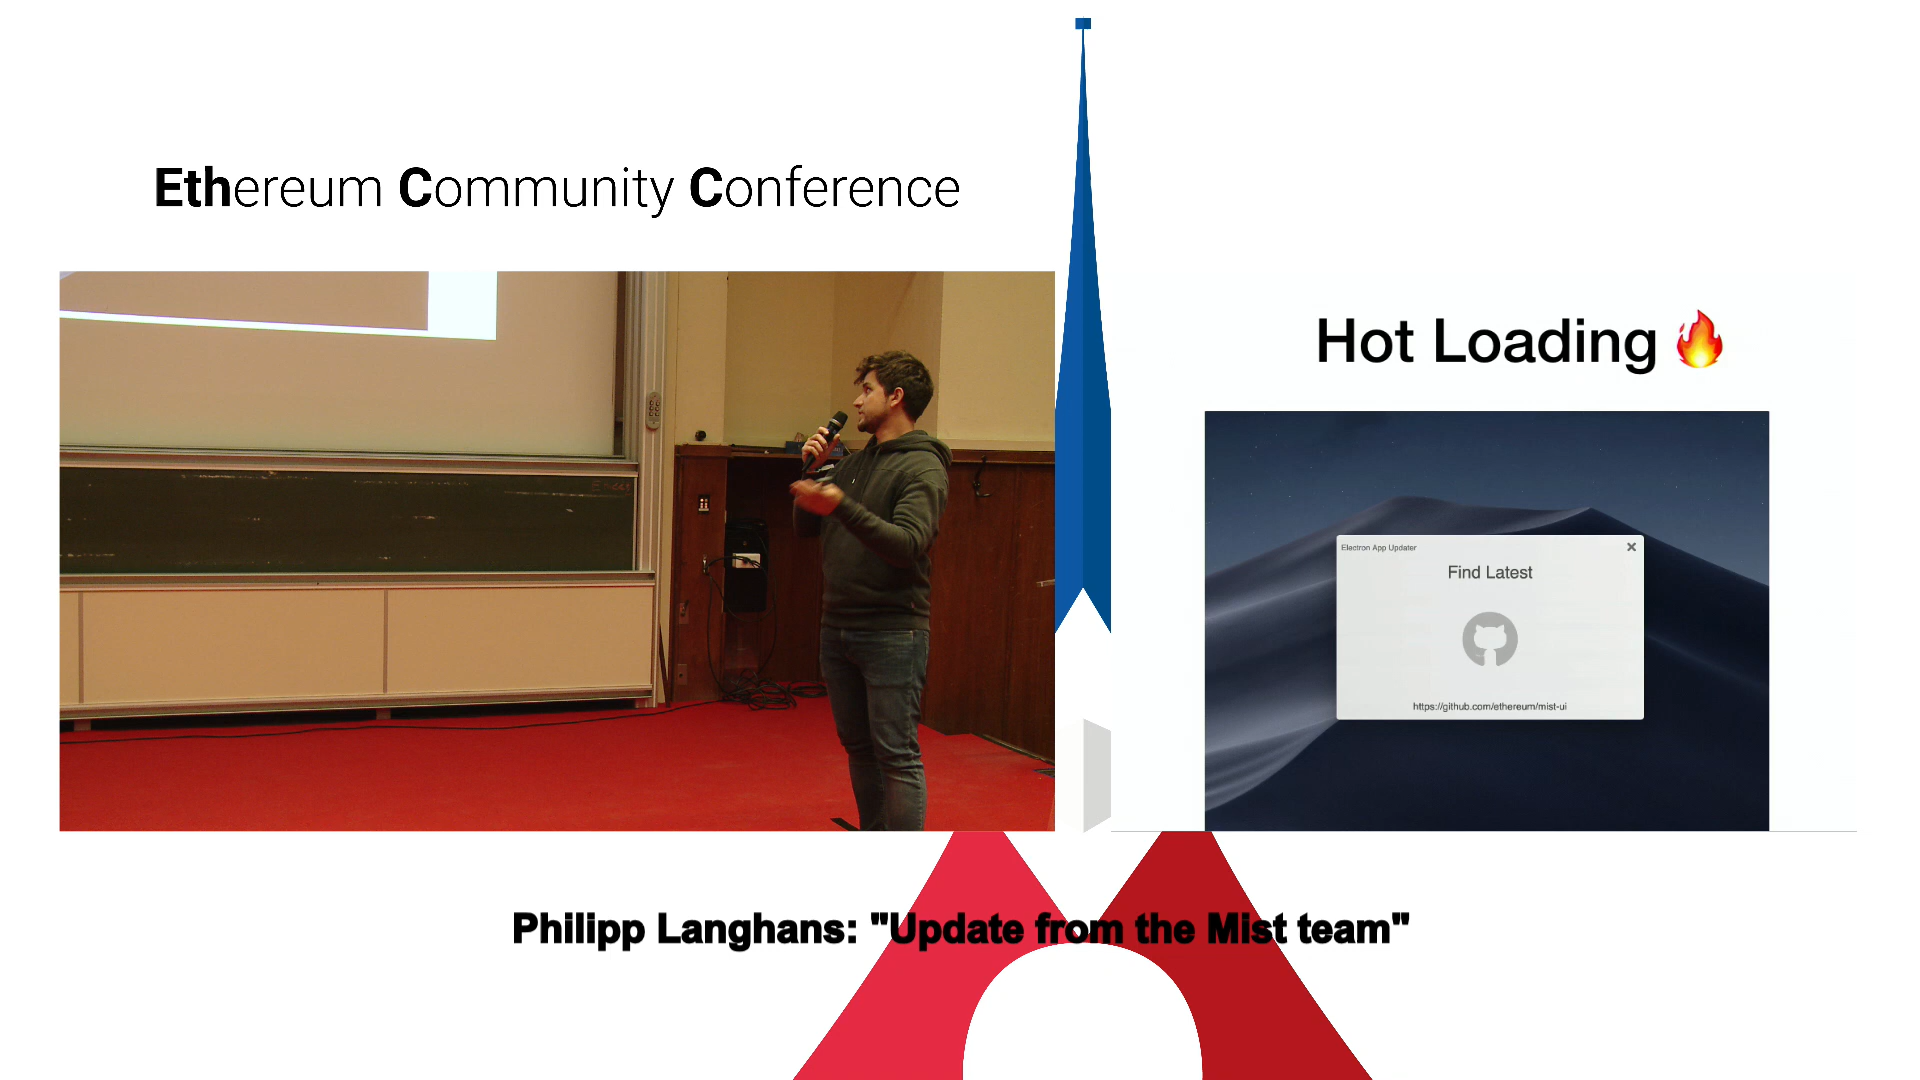 Ethereum Community Conference
Hot Loading
Electron App Updater
Find Latest
https://github.com/ethereum/mist-ui
Philipp Langhans: "Update from the Mist team"